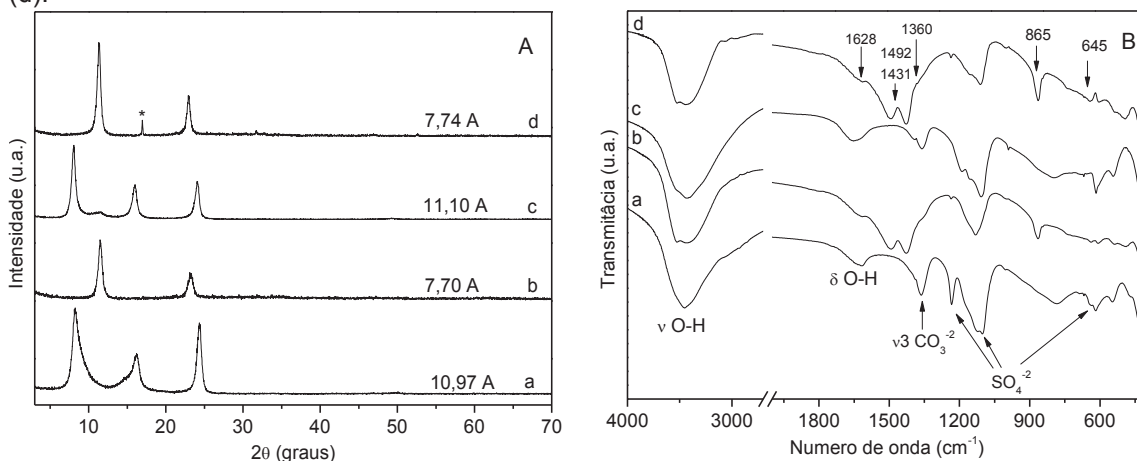 (d).
A
*
7,74 A
d
11,10 A
c
7,70 A
b
10,97 A
a
Intensidade (u.a.)
10 20 30 40 50 60 70
2θ (graus)
B
d
c
b
a
1628
1492
1431
1360
865
645
δ O-H
ν O-H
ν3 CO₃⁻²
SO₄⁻²
Transmitâcia (u.a.)
4000 3000 1800 1500 1200 900 600
Numero de onda (cm⁻¹)